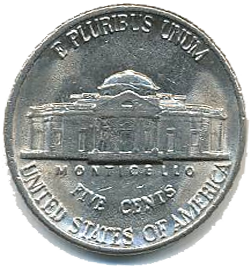 E PLURIBUS UNUM
MONTICELLO
FIVE CENTS
UNITED STATES OF AMERICA